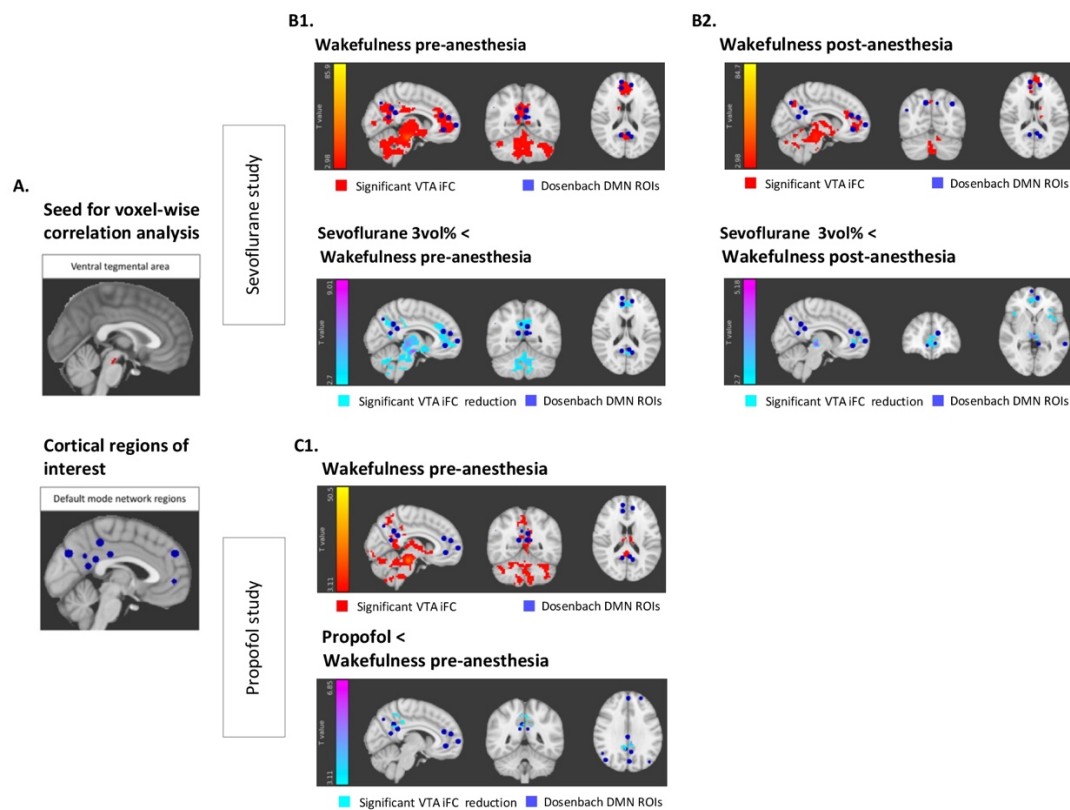 A.
Seed for voxel-wise
correlation analysis
Ventral tegmental area
Cortical regions of
interest
Default mode network regions
Sevoflurane study
Propofol study
B1.
Wakefulness pre-anesthesia
85.9
T value
2.98
Significant VTA iFC
Dosenbach DMN ROIs
Sevoflurane 3vol% <
Wakefulness pre-anesthesia
9.01
T value
2.7
Significant VTA iFC reduction
Dosenbach DMN ROIs
B2.
Wakefulness post-anesthesia
84.7
T value
2.98
Significant VTA iFC
Dosenbach DMN ROIs
Sevoflurane 3vol% <
Wakefulness post-anesthesia
5.18
T value
2.7
Significant VTA iFC reduction
Dosenbach DMN ROIs
C1.
Wakefulness pre-anesthesia
50.5
T value
3.11
Significant VTA iFC
Dosenbach DMN ROIs
Propofol <
Wakefulness pre-anesthesia
6.85
T value
3.11
Significant VTA iFC reduction
Dosenbach DMN ROIs